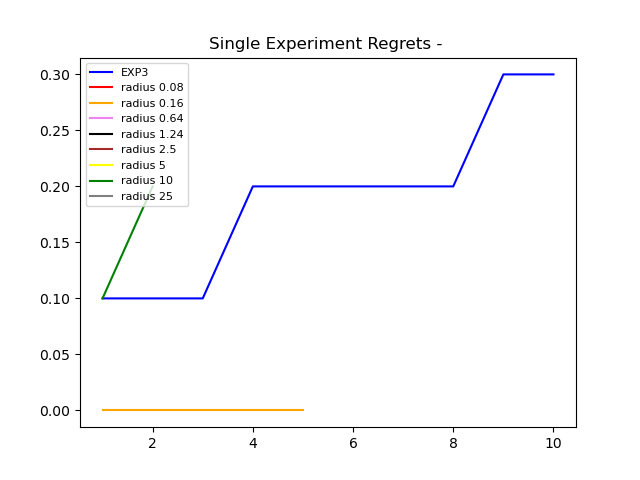 Single Experiment Regrets -
0.30
0.25
0.20
0.15
0.10
0.05
0.00
EXP3
radius 0.08
radius 0.16
radius 0.64
radius 1.24
radius 2.5
radius 5
radius 10
radius 25
2 4 6 8 10